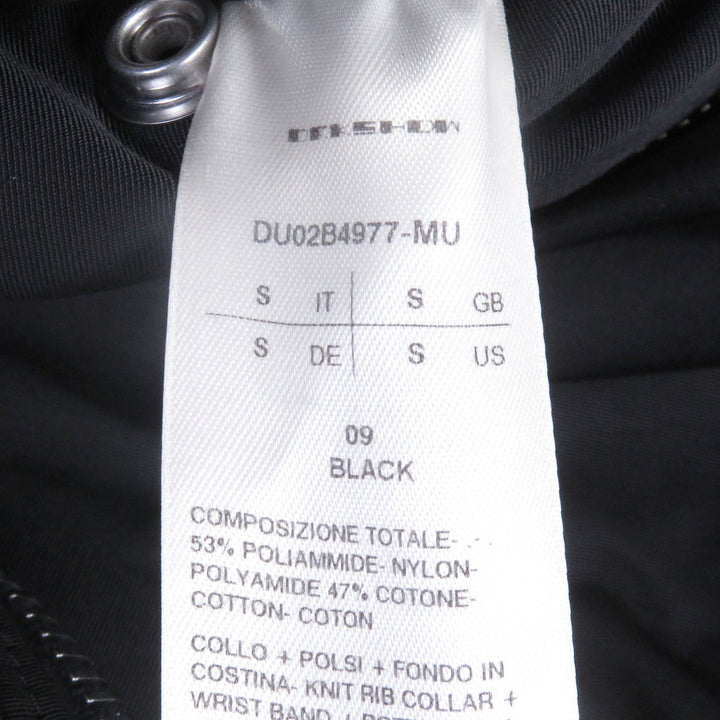 DRKSHDW
DU02B4977-MU
S IT S GB
S DE S US
09
BLACK
COMPOSIZIONE TOTALE-
53% POLIAMMIDE- NYLON-
POLYAMIDE 47% COTONE-
COTTON- COTON
COLLO + POLSI + FONDO IN
COSTINA- KNIT RIB COLLAR +
WRIST BAND +